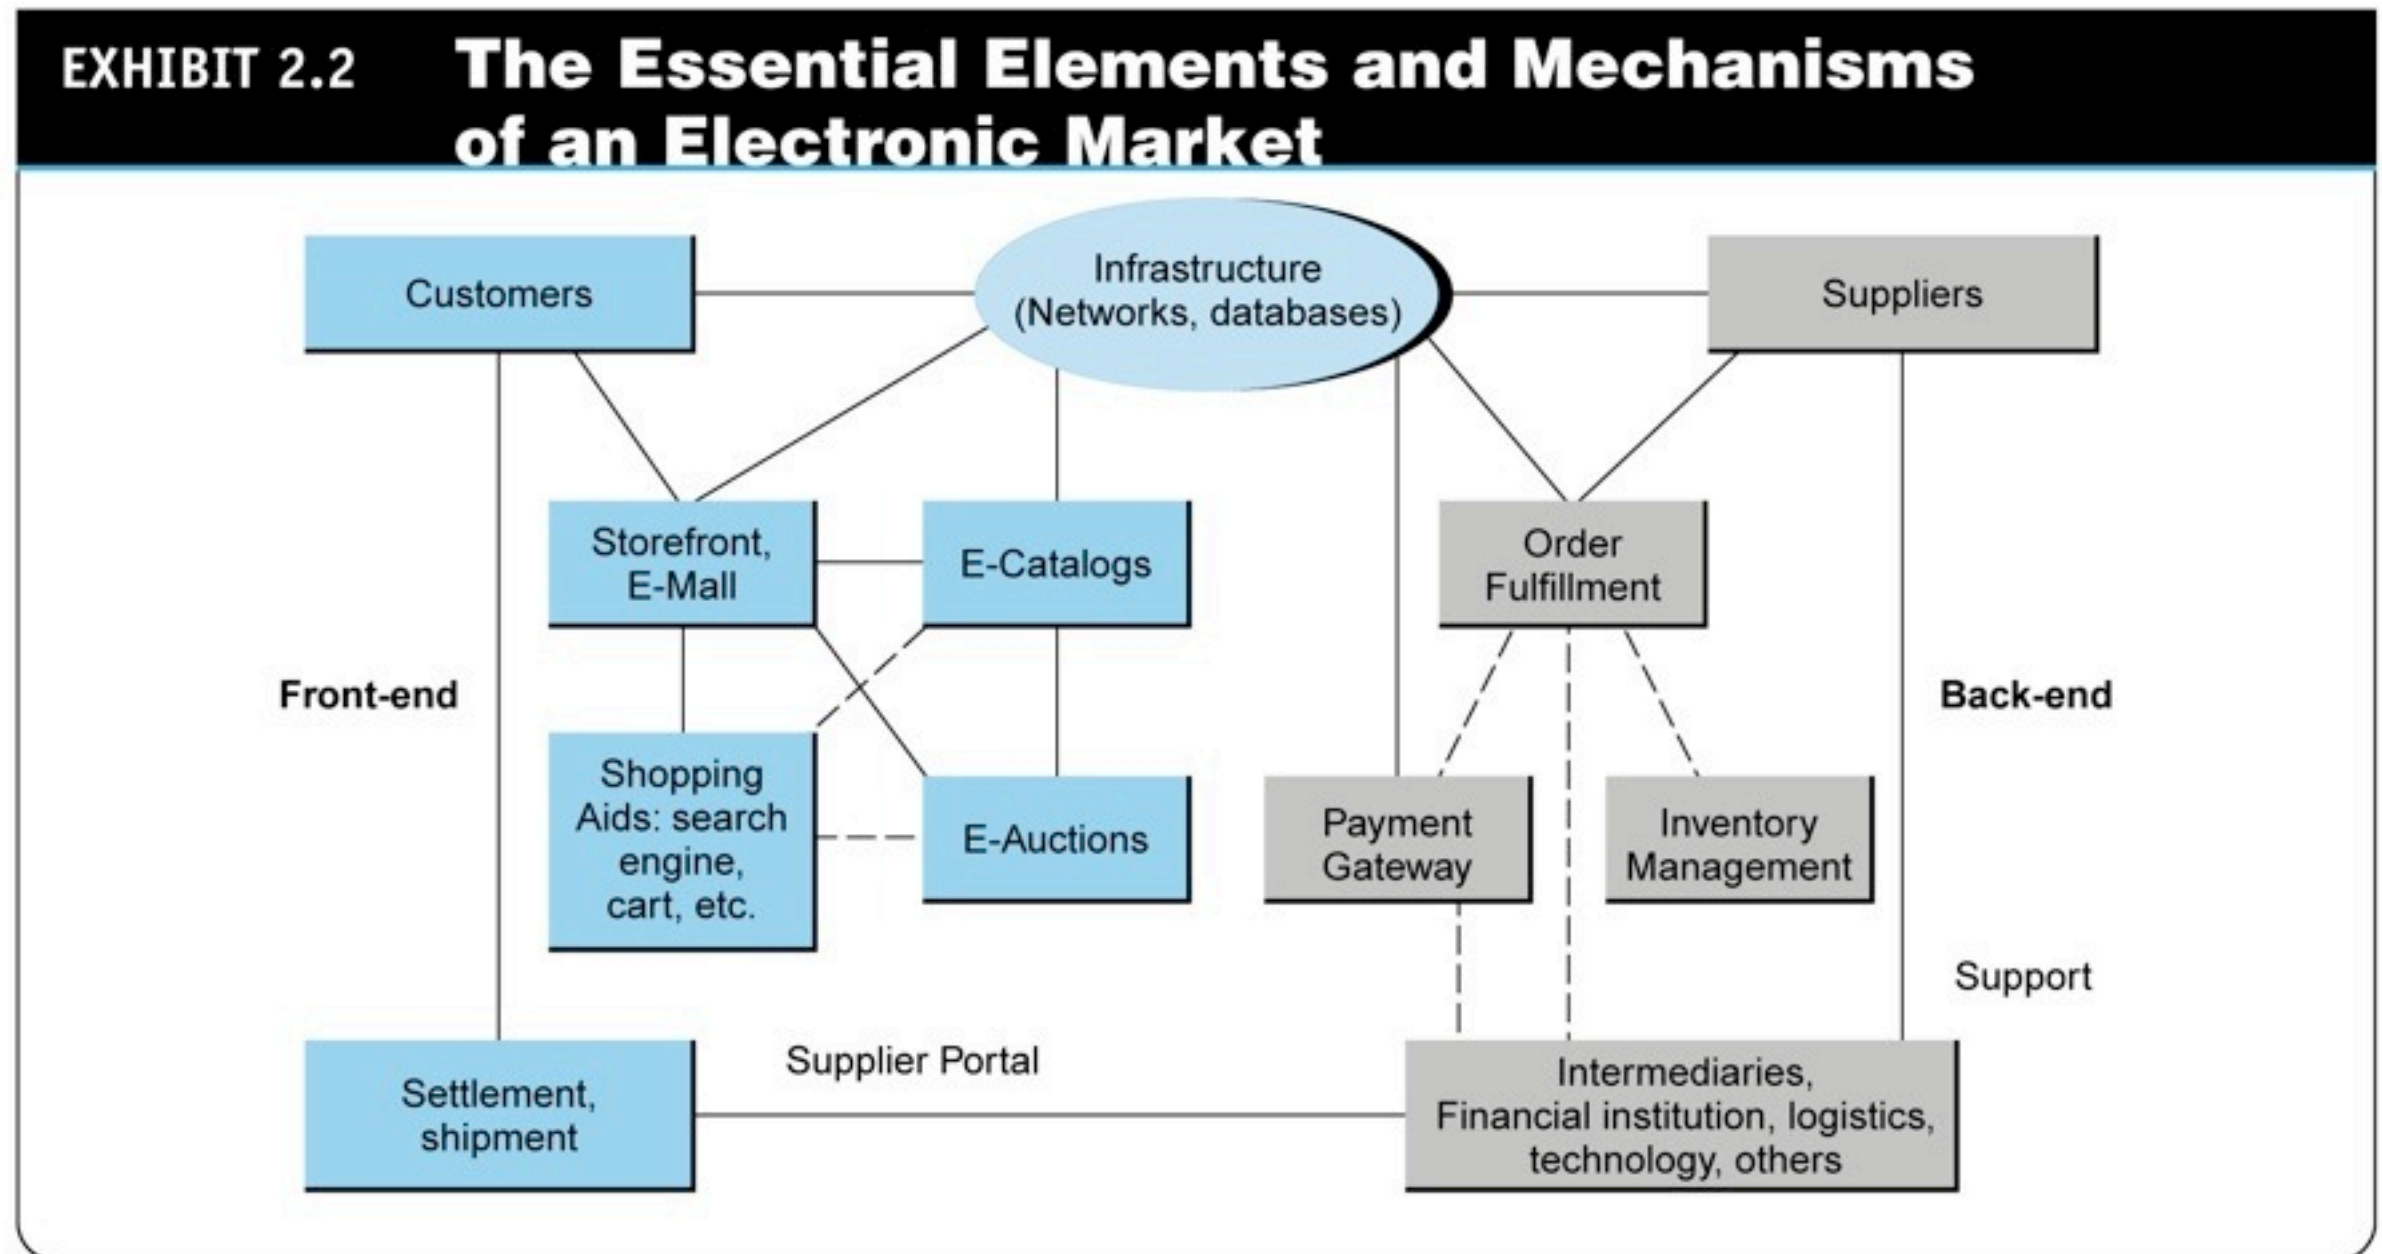 EXHIBIT 2.2
The Essential Elements and Mechanisms
of an Electronic Market
Customers
Infrastructure
(Networks, databases)
Suppliers
Storefront,
E-Mall
E-Catalogs
Order
Fulfillment
Front-end
Back-end
Shopping
Aids: search
engine,
cart, etc.
E-Auctions
Payment
Gateway
Inventory
Management
Support
Settlement,
shipment
Supplier Portal
Intermediaries,
Financial institution, logistics,
technology, others